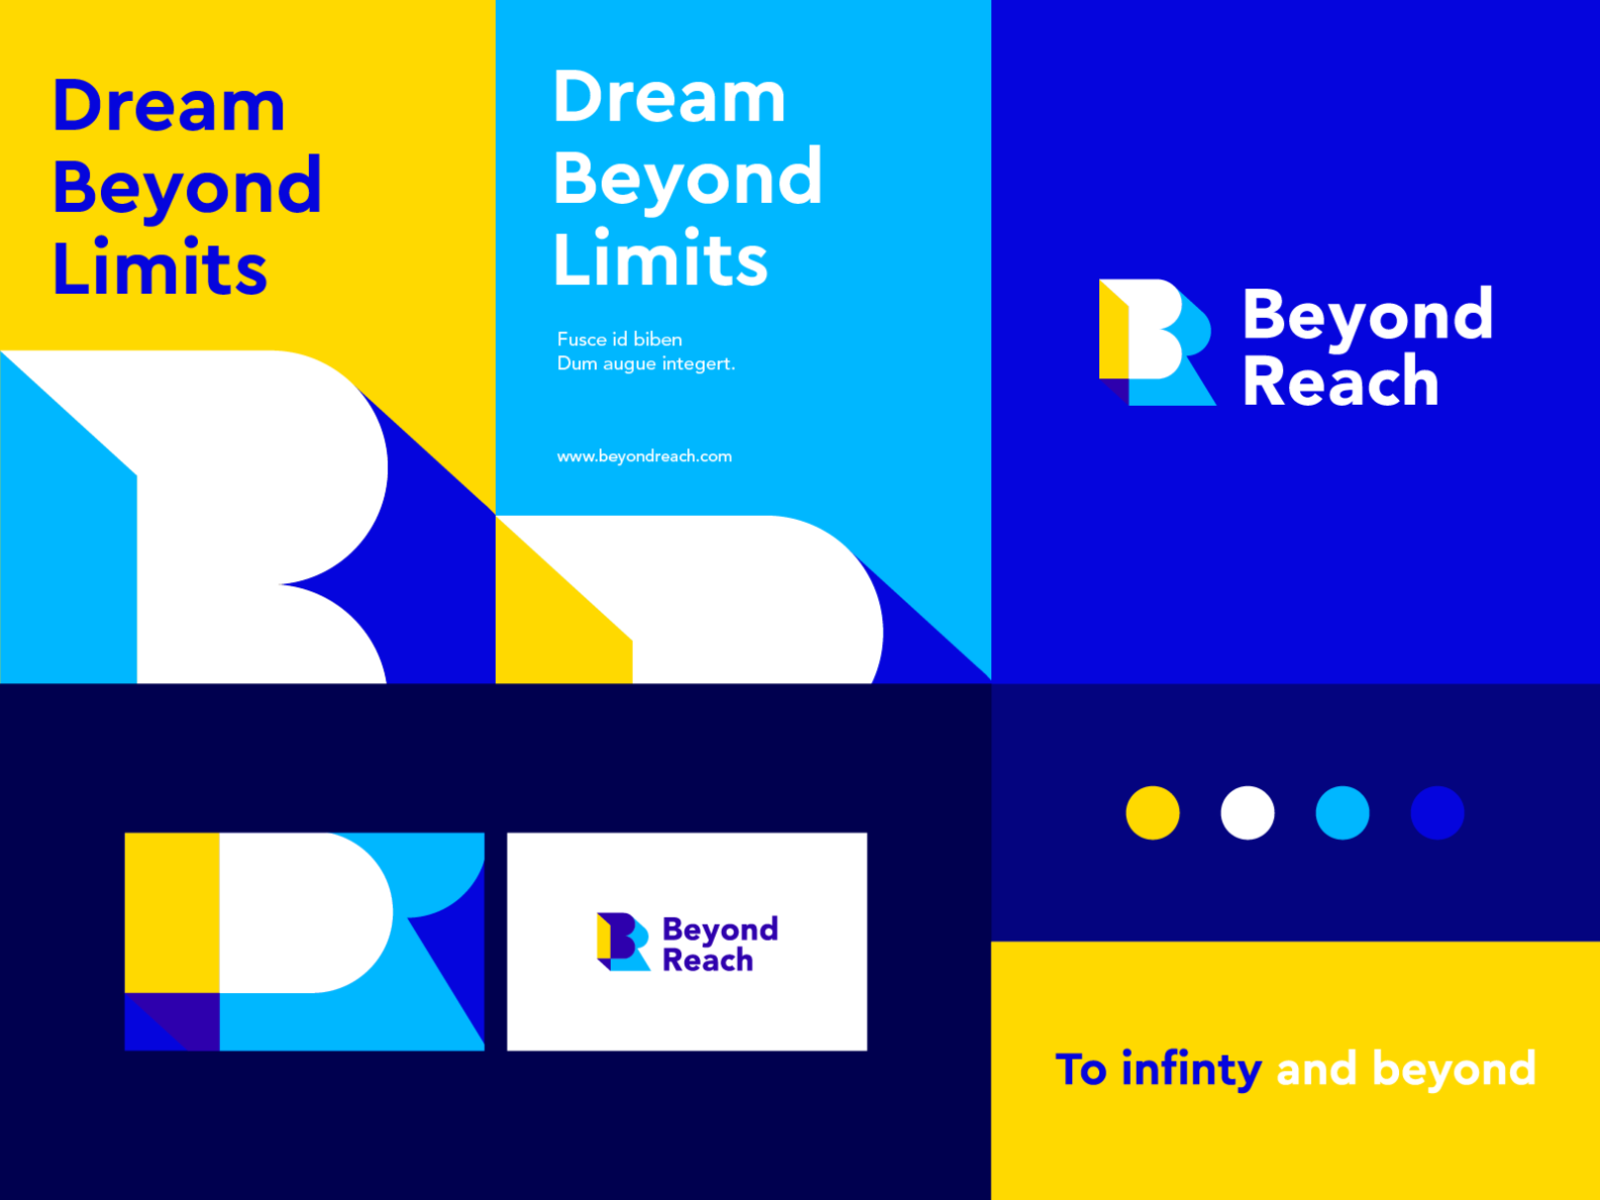 Dream
Beyond
Limits
Dream
Beyond
Limits
Fusce id biben
Dum augue integert.
www.beyondreach.com
Beyond
Reach
Beyond
Reach
To infinty and beyond